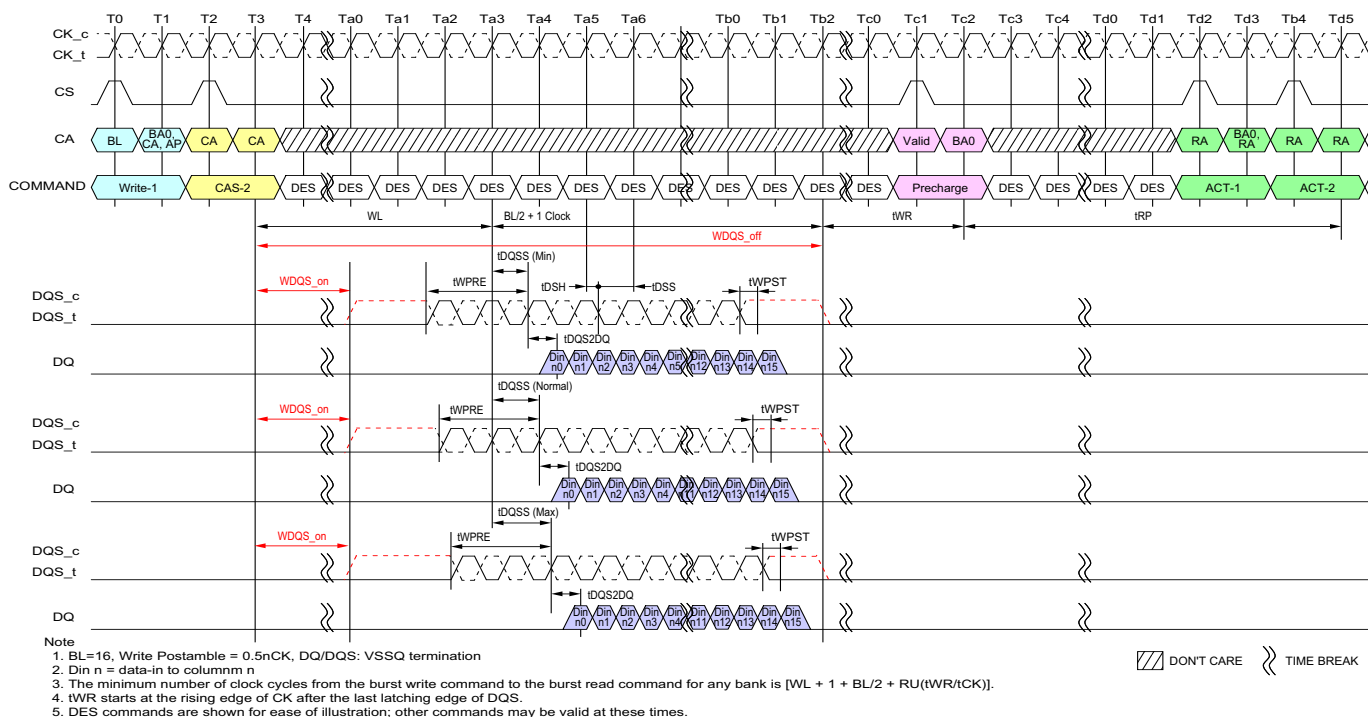 T0 T1 T2 T3 T4 Ta0 Ta1 Ta2 Ta3 Ta4 Ta5 Ta6 Tb0 Tb1 Tb2 Tc0 Tc1 Tc2 Tc3 Tc4 Td0 Td1 Td2 Td3 Tb4 Td5
CK_c
CK_t
CS
CA BL BA0, CA, AP CA CA Valid BA0 RA BA0, RA RA RA
COMMAND Write-1 CAS-2 DES DES DES DES DES DES DES DES DES DES DES DES DES Precharge DES DES DES DES ACT-1 ACT-2
WL BL/2 + 1 Clock tWR tRP
WDQS_off
tDQSS (Min)
WDQS_on tWPRE tDSH tDSS tWPST
DQS_c
DQS_t
tDQS2DQ
DQ Din n0 Din n1 Din n2 Din n3 Din n4 Din n5 Din n12 Din n13 Din n14 Din n15
tDQSS (Normal)
WDQS_on tWPRE tWPST
DQS_c
DQS_t
tDQS2DQ
DQ Din n0 Din n1 Din n2 Din n3 Din n4 Din n11 Din n12 Din n13 Din n14 Din n15
tDQSS (Max)
WDQS_on tWPRE tWPST
DQS_c
DQS_t
tDQS2DQ
DQ Din n0 Din n1 Din n2 Din n3 Din n4 Din n11 Din n12 Din n13 Din n14 Din n15
Note
1. BL=16, Write Postamble = 0.5nCK, DQ/DQS: VSSQ termination
2. Din n = data-in to columnm n
3. The minimum number of clock cycles from the burst write command to the burst read command for any bank is [WL + 1 + BL/2 + RU(tWR/tCK)].
4. tWR starts at the rising edge of CK after the last latching edge of DQS.
5. DES commands are shown for ease of illustration; other commands may be valid at these times.
DON'T CARE TIME BREAK